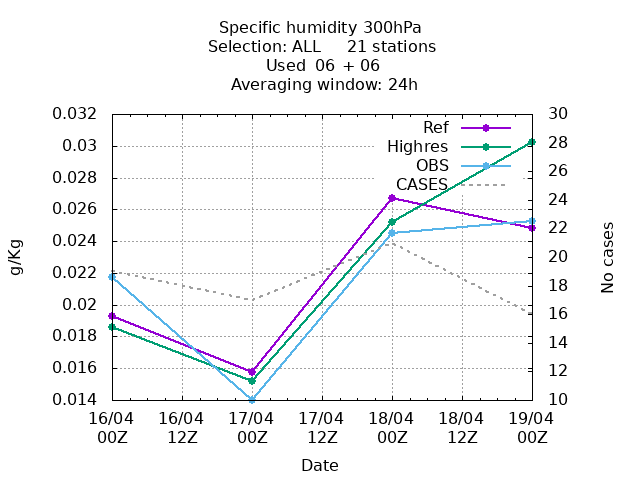 Specific humidity 300hPa
Selection: ALL     21 stations
Used  06 + 06
Averaging window: 24h
0.032
0.03
0.028
0.026
0.024
0.022
0.02
0.018
0.016
0.014
30
28
26
24
22
20
18
16
14
12
10
Ref
Highres
OBS
CASES
g/Kg
No cases
16/04 16/04 17/04 17/04 18/04 18/04 19/04
00Z 12Z 00Z 12Z 00Z 12Z 00Z
Date